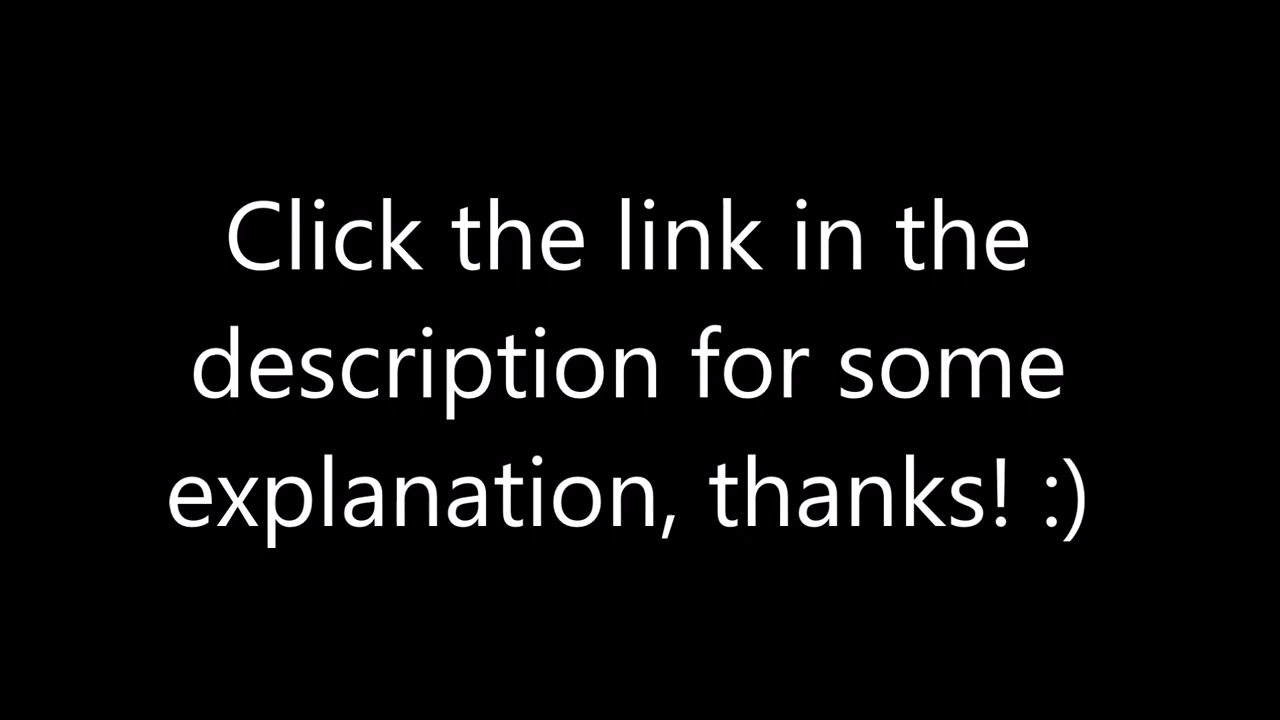 Click the link in the
description for some
explanation, thanks! :)